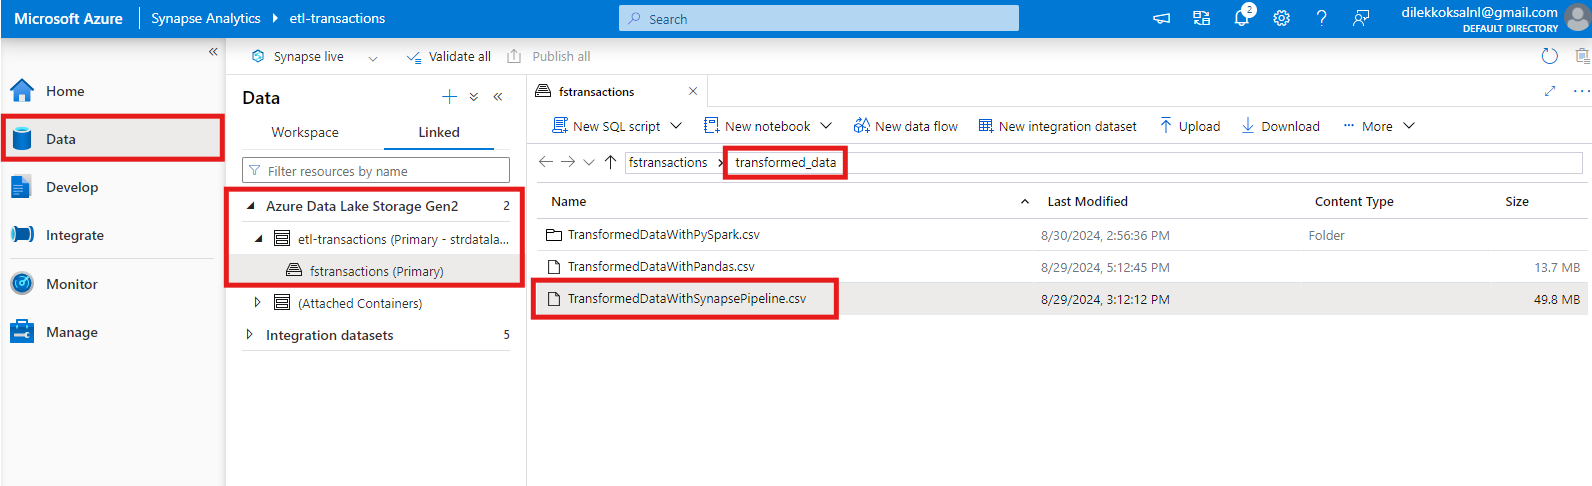 Microsoft Azure
Synapse Analytics
etl-transactions
Search
2
dilekkoksalnl@gmail.com
DEFAULT DIRECTORY
Home
Data
Develop
Integrate
Monitor
Manage
Synapse live
Validate all
Publish all
Data
Workspace
Linked
Filter resources by name
Azure Data Lake Storage Gen2 2
etl-transactions (Primary - strdatala...
fstransactions (Primary)
(Attached Containers)
Integration datasets 5
fstransactions
New SQL script
New notebook
New data flow
New integration dataset
Upload
Download
More
fstransactions
transformed_data
Name Last Modified Content Type Size
TransformedDataWithPySpark.csv 8/30/2024, 2:56:36 PM Folder
TransformedDataWithPandas.csv 8/29/2024, 5:12:45 PM 13.7 MB
TransformedDataWithSynapsePipeline.csv 8/29/2024, 3:12:12 PM 49.8 MB